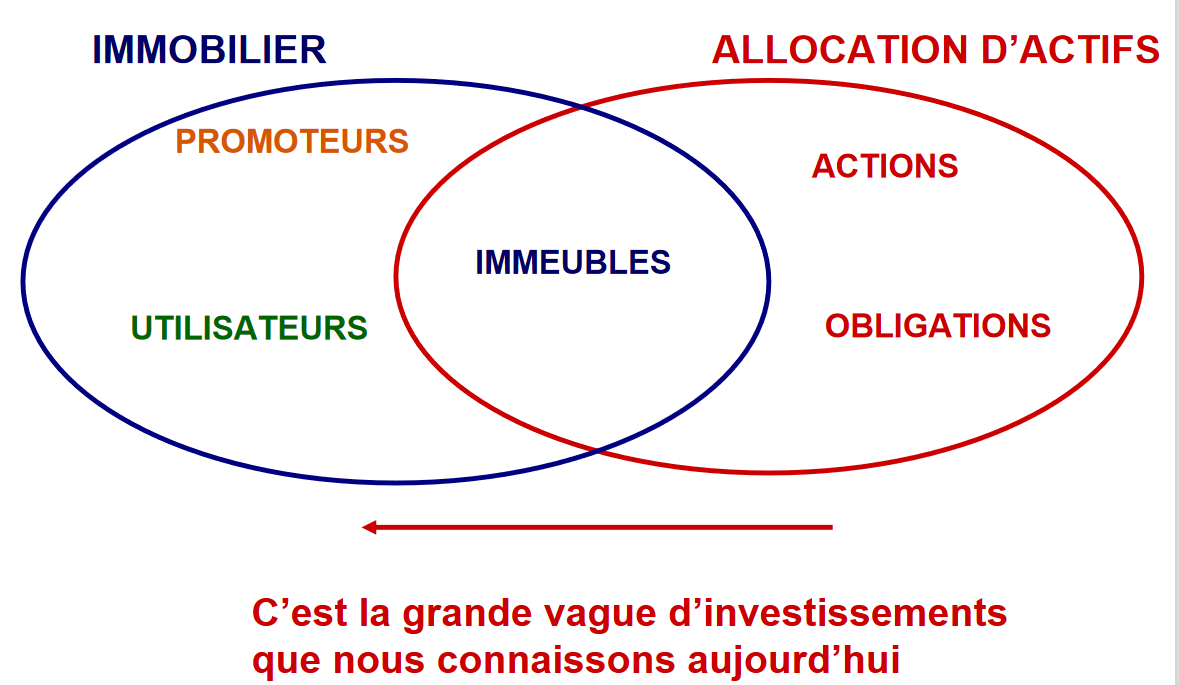 IMMOBILIER
ALLOCATION D’ACTIFS
PROMOTEURS
ACTIONS
IMMEUBLES
UTILISATEURS
OBLIGATIONS
C’est la grande vague d’investissements
que nous connaissons aujourd’hui